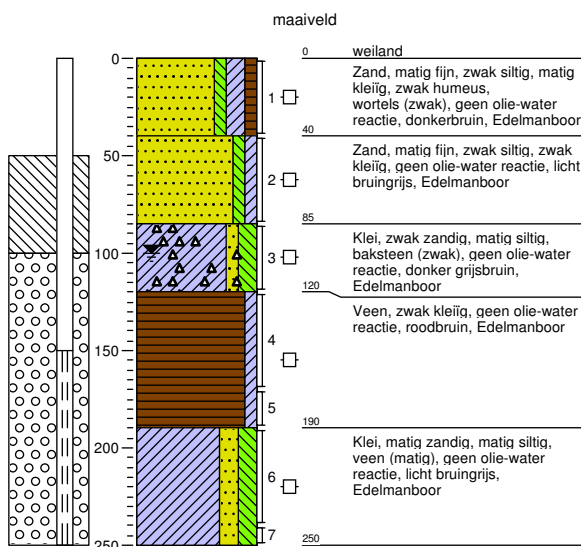 maaiveld
0
0
weiland
1
Zand, matig fijn, zwak siltig, matig
kleiïg, zwak humeus,
wortels (zwak), geen olie-water
reactie, donkerbruin, Edelmanboor
40
50
2
Zand, matig fijn, zwak siltig, zwak
kleiïg, geen olie-water reactie, licht
bruingrijs, Edelmanboor
85
100
3
Klei, zwak zandig, matig siltig,
baksteen (zwak), geen olie-water
reactie, donker grijsbruin,
Edelmanboor
120
Veen, zwak kleiïg, geen olie-water
reactie, roodbruin, Edelmanboor
4
150
5
190
200
6
Klei, matig zandig, matig siltig,
veen (matig), geen olie-water
reactie, licht bruingrijs,
Edelmanboor
7
250
250